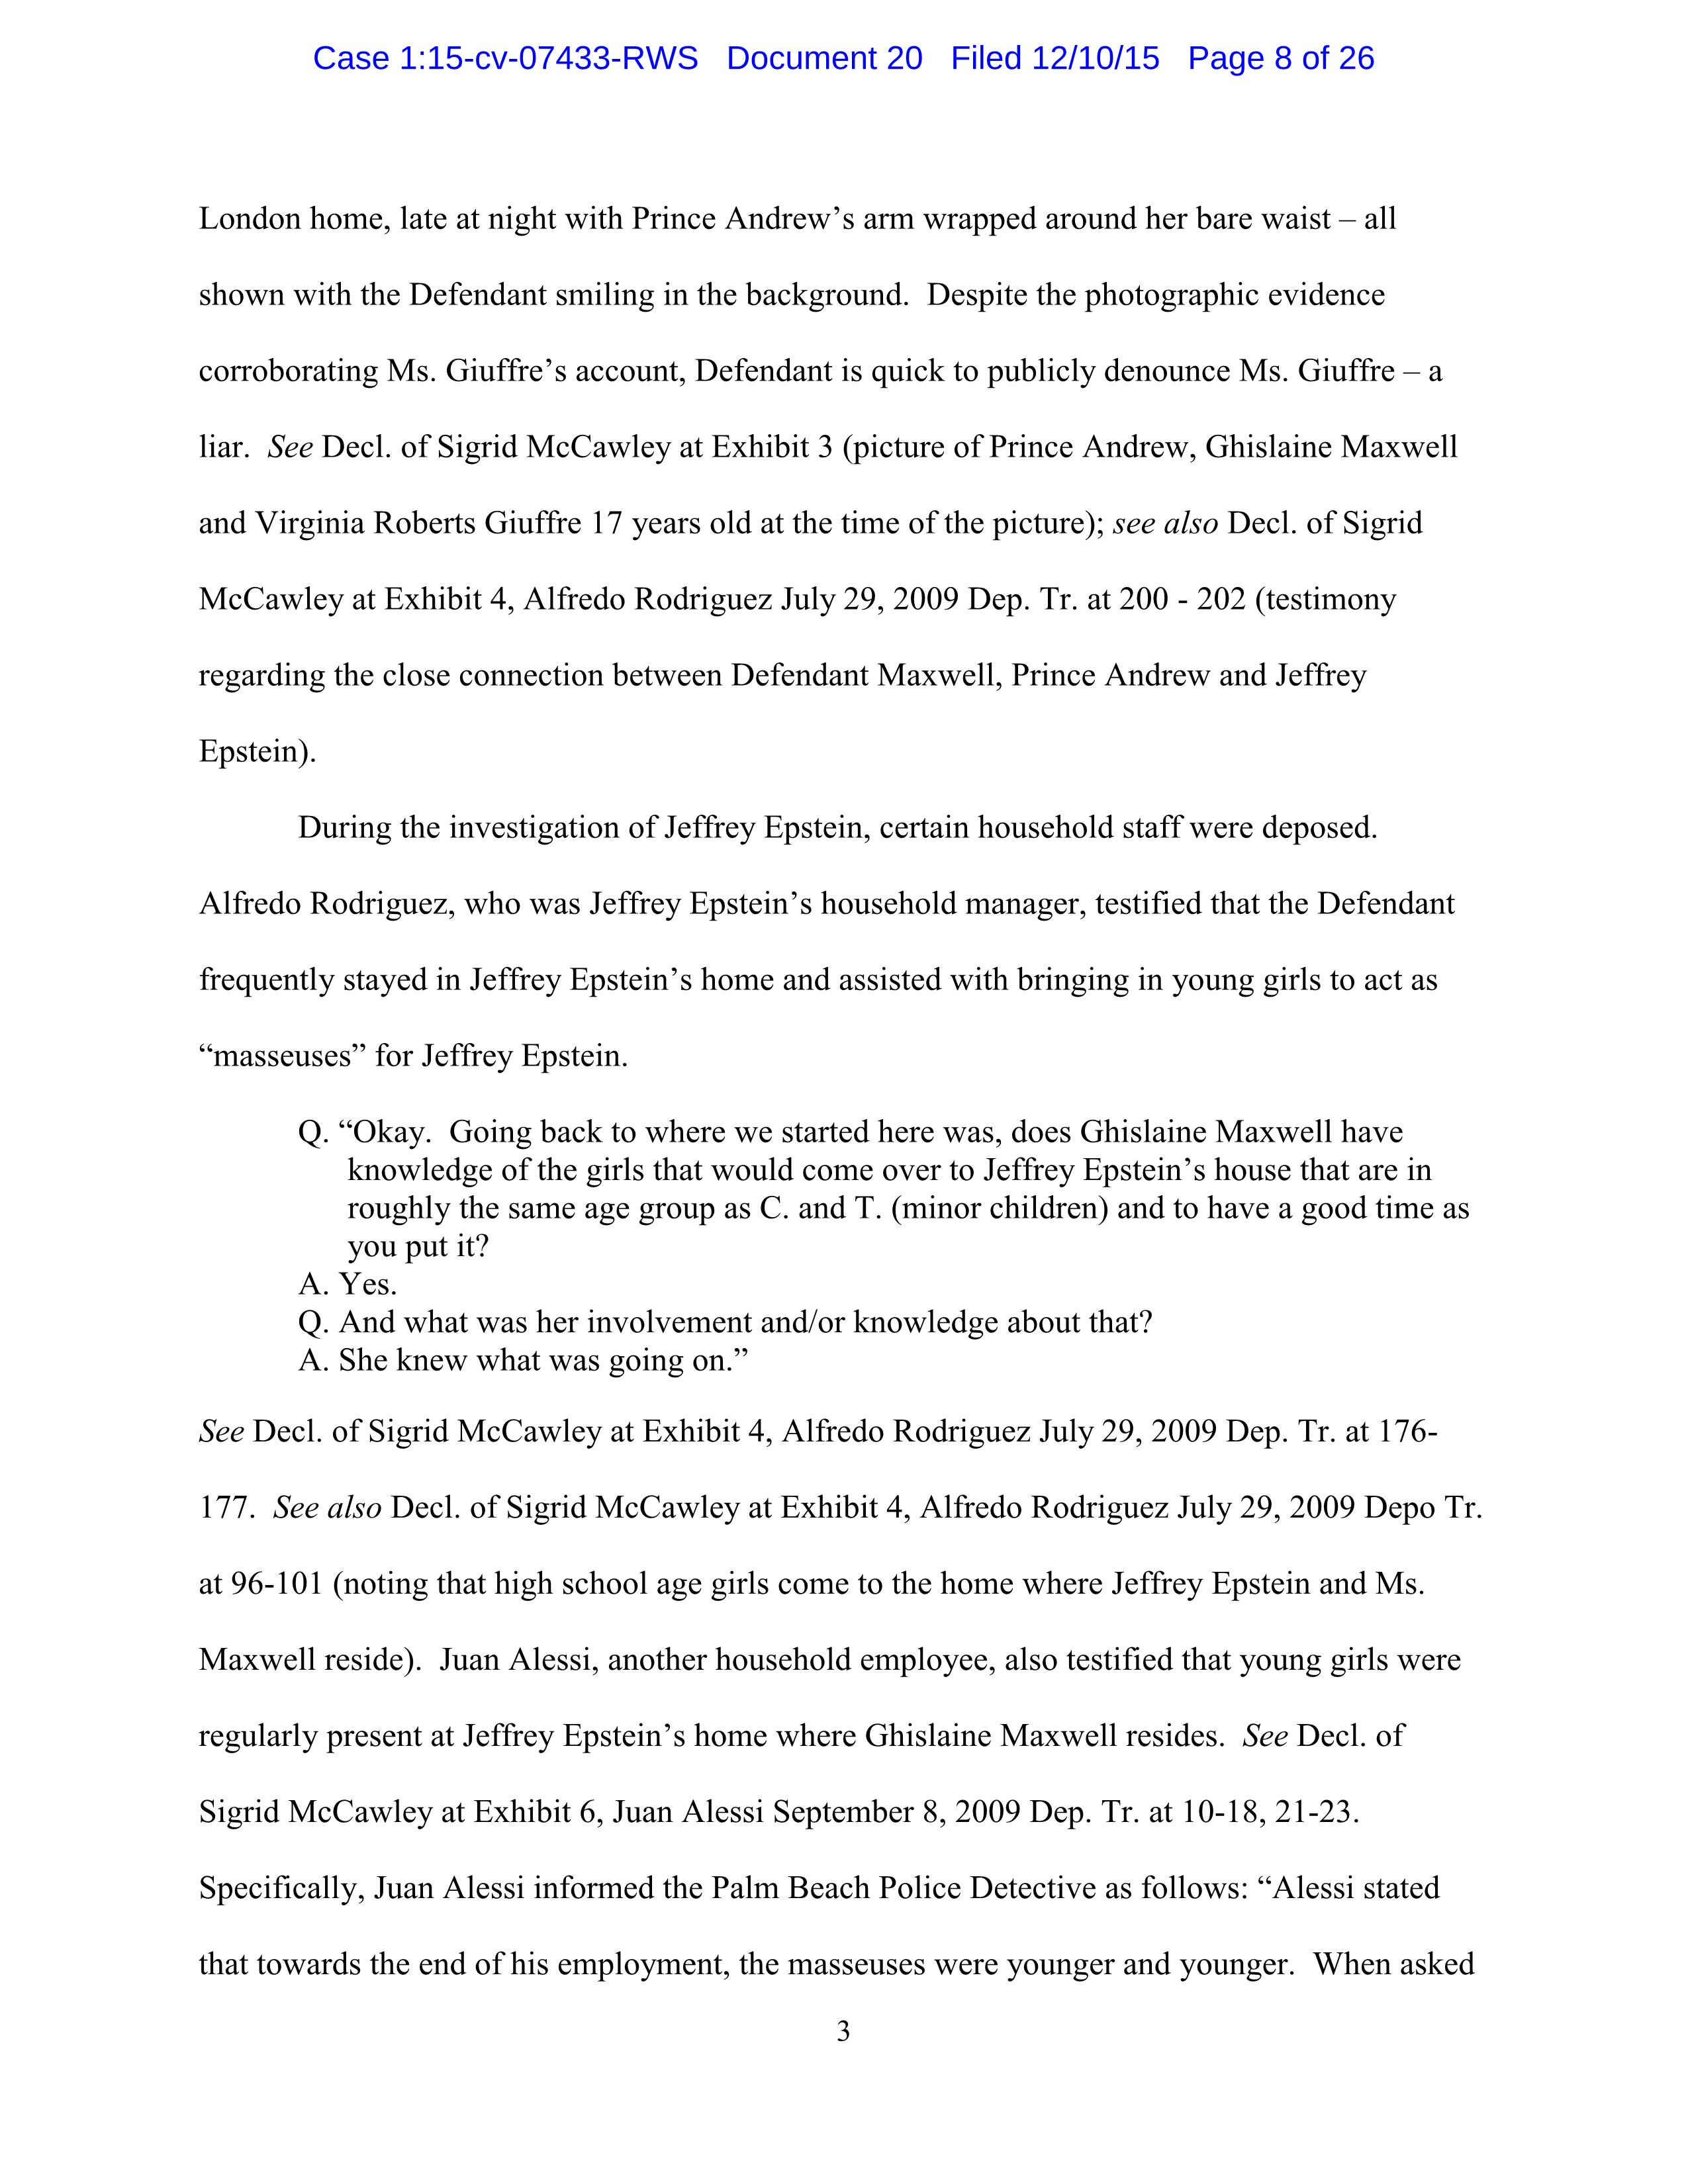 Case 1:15-cv-07433-RWS Document 20 Filed 12/10/15 Page 8 of 26
London home, late at night with Prince Andrew’s arm wrapped around her bare waist – all
shown with the Defendant smiling in the background. Despite the photographic evidence
corroborating Ms. Giuffre’s account, Defendant is quick to publicly denounce Ms. Giuffre – a
liar. See Decl. of Sigrid McCawley at Exhibit 3 (picture of Prince Andrew, Ghislaine Maxwell
and Virginia Roberts Giuffre 17 years old at the time of the picture); see also Decl. of Sigrid
McCawley at Exhibit 4, Alfredo Rodriguez July 29, 2009 Dep. Tr. at 200 - 202 (testimony
regarding the close connection between Defendant Maxwell, Prince Andrew and Jeffrey
Epstein).
During the investigation of Jeffrey Epstein, certain household staff were deposed.
Alfredo Rodriguez, who was Jeffrey Epstein’s household manager, testified that the Defendant
frequently stayed in Jeffrey Epstein’s home and assisted with bringing in young girls to act as
“masseuses” for Jeffrey Epstein.
Q. “Okay. Going back to where we started here was, does Ghislaine Maxwell have
knowledge of the girls that would come over to Jeffrey Epstein’s house that are in
roughly the same age group as C. and T. (minor children) and to have a good time as
you put it?
A. Yes.
Q. And what was her involvement and/or knowledge about that?
A. She knew what was going on.”
See Decl. of Sigrid McCawley at Exhibit 4, Alfredo Rodriguez July 29, 2009 Dep. Tr. at 176-
177. See also Decl. of Sigrid McCawley at Exhibit 4, Alfredo Rodriguez July 29, 2009 Depo Tr.
at 96-101 (noting that high school age girls come to the home where Jeffrey Epstein and Ms.
Maxwell reside). Juan Alessi, another household employee, also testified that young girls were
regularly present at Jeffrey Epstein’s home where Ghislaine Maxwell resides. See Decl. of
Sigrid McCawley at Exhibit 6, Juan Alessi September 8, 2009 Dep. Tr. at 10-18, 21-23.
Specifically, Juan Alessi informed the Palm Beach Police Detective as follows: “Alessi stated
that towards the end of his employment, the masseuses were younger and younger. When asked
3